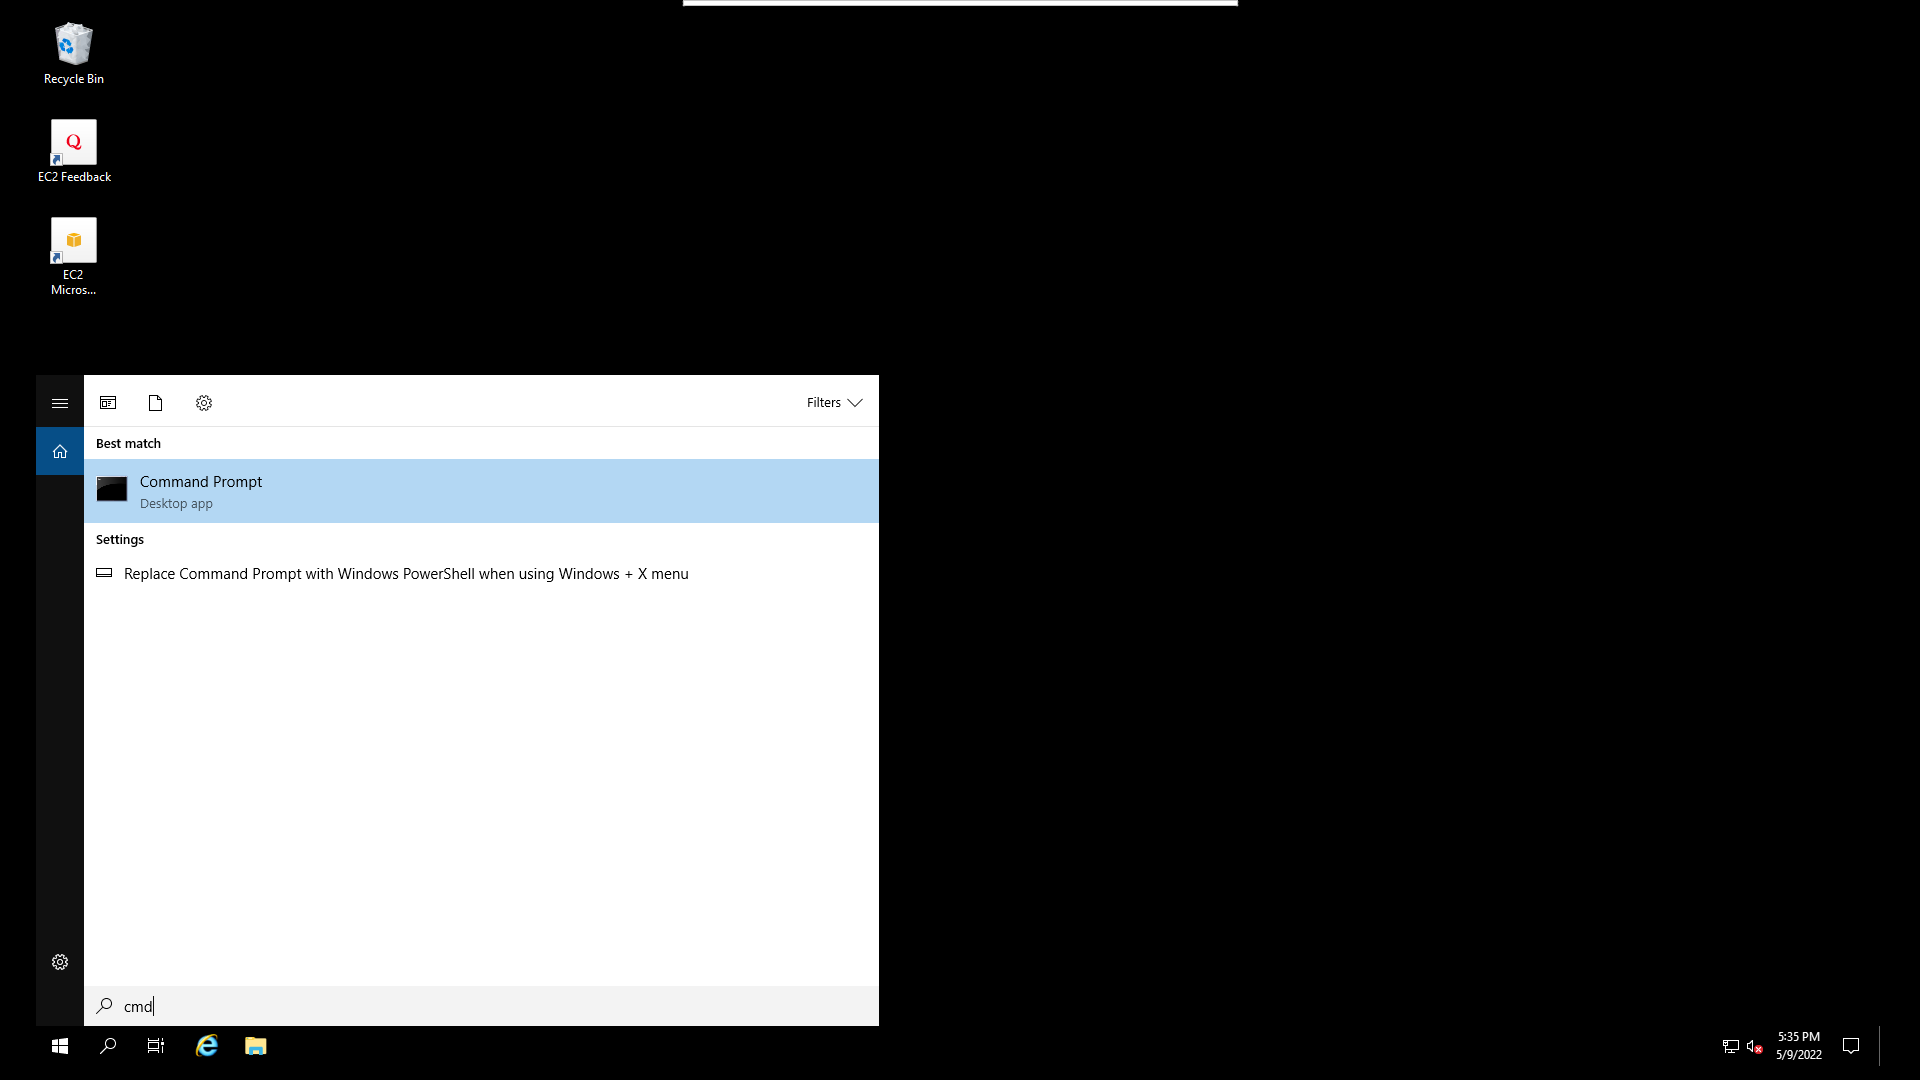 Recycle Bin
Q
EC2 Feedback
EC2
Micros...
Filters
Best match
Command Prompt
Desktop app
Settings
Replace Command Prompt with Windows PowerShell when using Windows + X menu
cmd
5:35 PM
5/9/2022